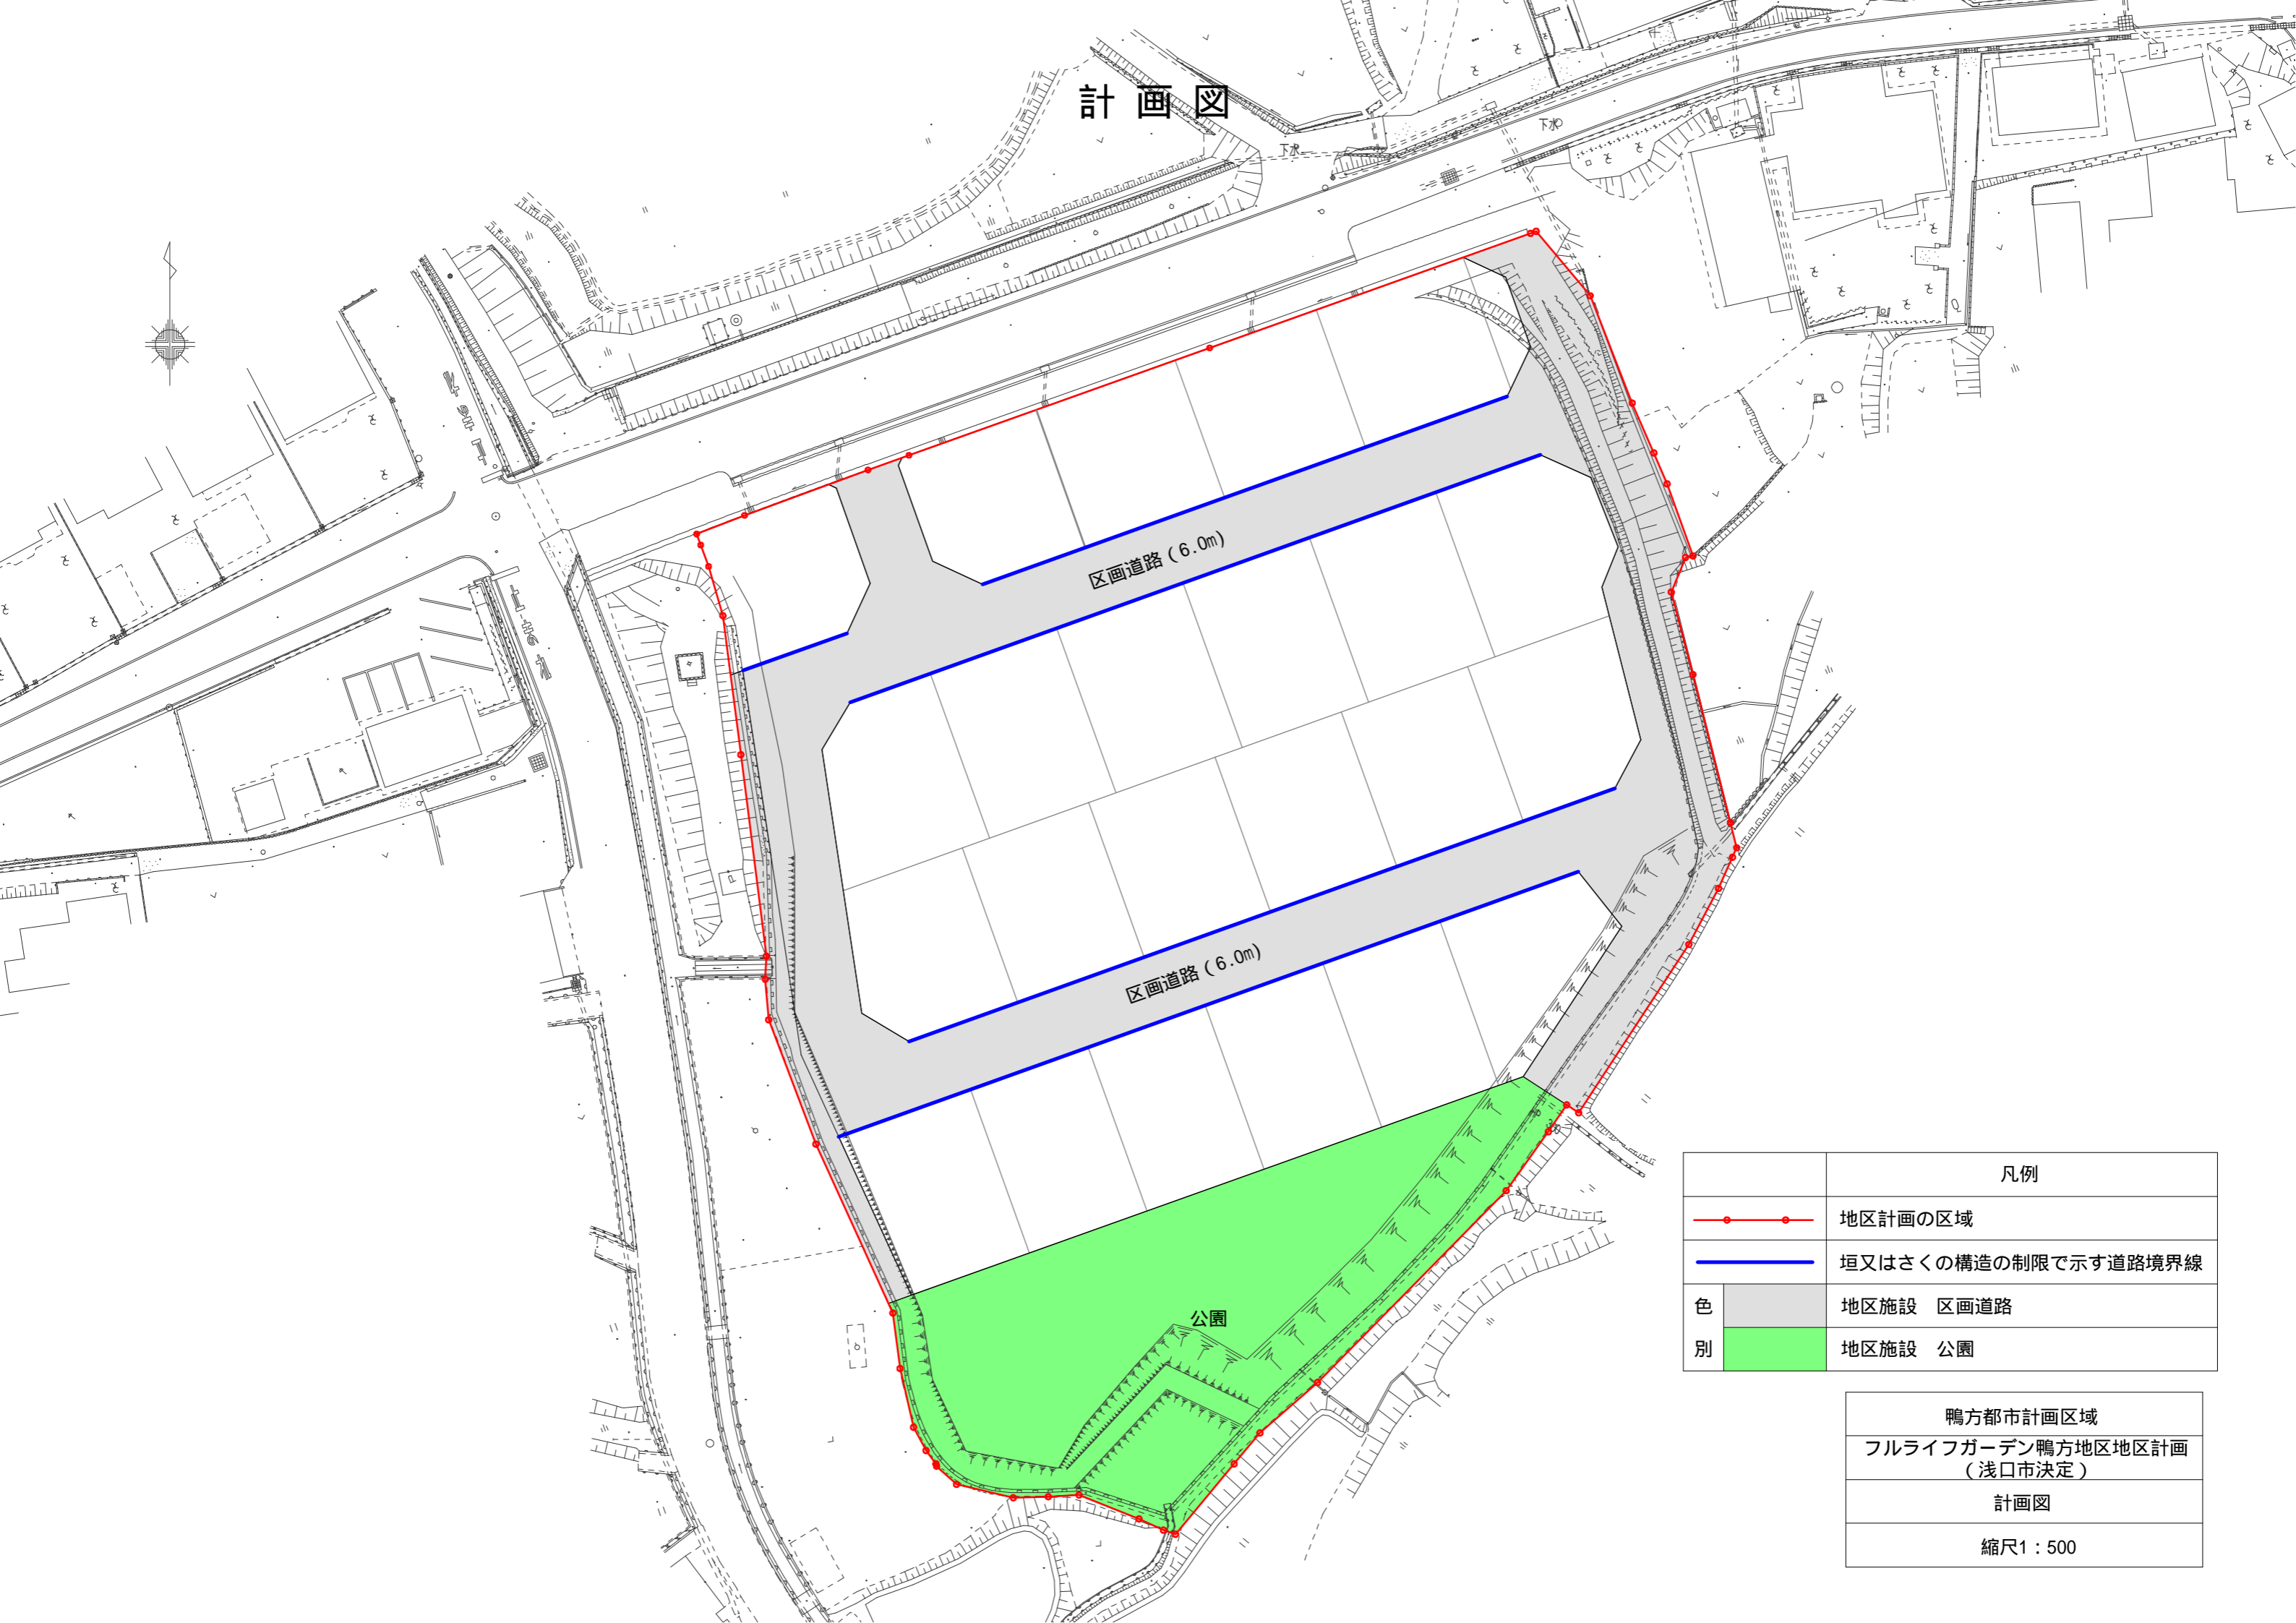 計画図
下水
下水
区画道路（6.0m）
区画道路（6.0m）
公園
凡例
地区計画の区域
垣又はさくの構造の制限で示す道路境界線
色別
地区施設　区画道路
地区施設　公園
鴨方都市計画区域
フルライフガーデン鴨方地区地区計画
（浅口市決定）
計画図
縮尺1：500